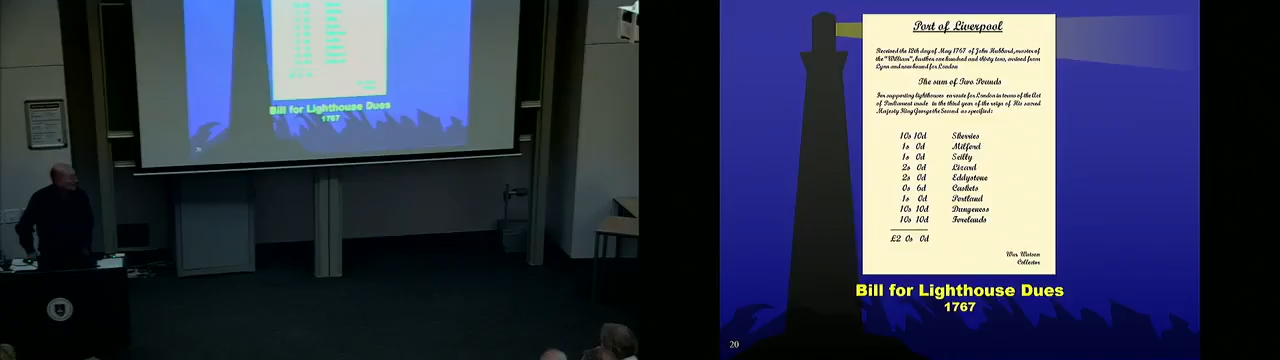 Bill for Lighthouse Dues
1767
Port of Liverpool
Received the 12th day of May 1767 of John Hubbard, master of
the "William", burthen one hundred and thirty tons, arrived from
Lynn and now bound for London
The sum of Two Pounds
For supporting lighthouses en route for London in terms of the Act
of Parliament made in the third year of the reign of His sacred
Majesty King George the Second as specified:
10s 10d Skerries
1s 0d Milford
1s 0d Scilly
2s 0d Lizard
2s 0d Eddystone
0s 6d Caskets
1s 0d Portland
10s 10d Dungeness
10s 10d Forelands
£2 0s 0d
Watson
Collector
Bill for Lighthouse Dues
1767
20